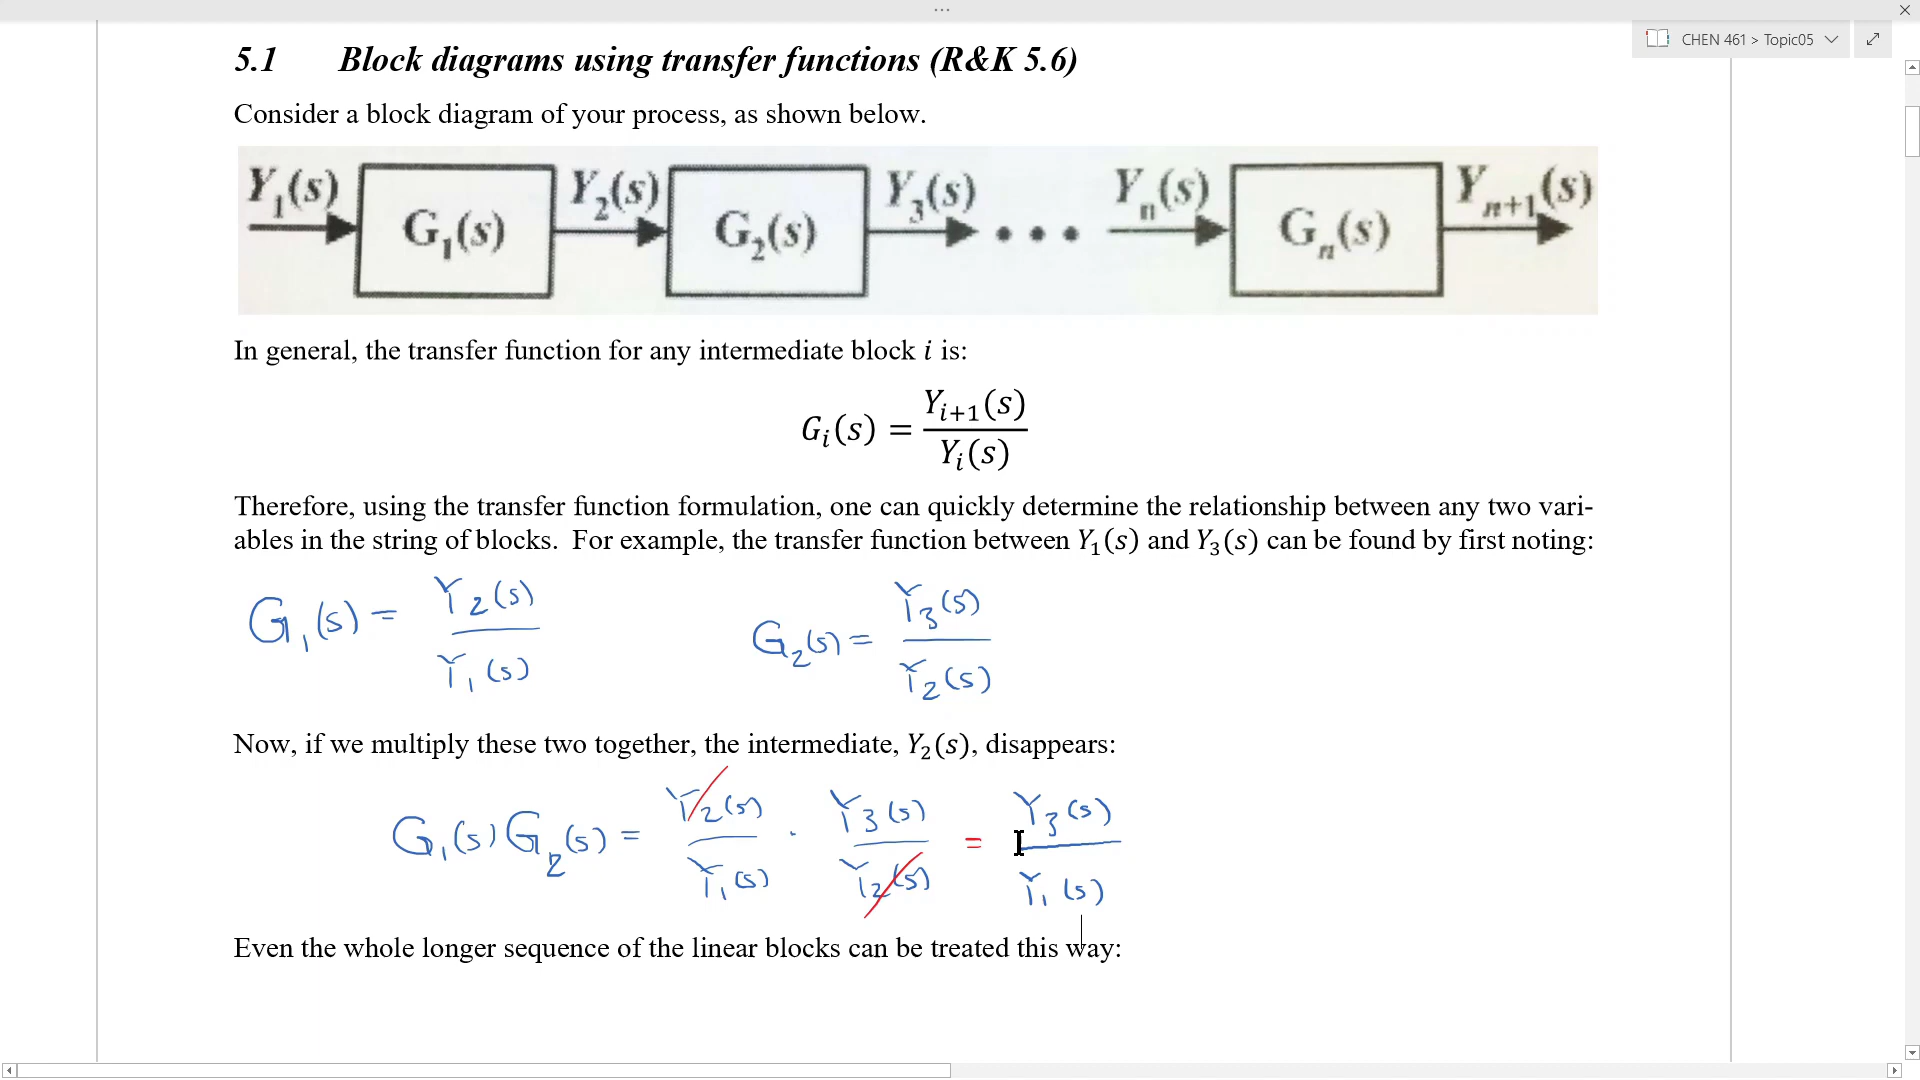 CHEN 461 > Topic05
5.1 Block diagrams using transfer functions (R&K 5.6)
Consider a block diagram of your process, as shown below.
Y₁(s) G₁(s) Y₂(s) G₂(s) Y₃(s) • • • Yₙ(s) Gₙ(s) Yₙ₊₁(s)
In general, the transfer function for any intermediate block i is:
Gᵢ(s) = Yᵢ₊₁(s) / Yᵢ(s)
Therefore, using the transfer function formulation, one can quickly determine the relationship between any two vari-
ables in the string of blocks. For example, the transfer function between Y₁(s) and Y₃(s) can be found by first noting:
G₁(s) = Y₂(s) / Y₁(s) G₂(s) = Y₃(s) / Y₂(s)
Now, if we multiply these two together, the intermediate, Y₂(s), disappears:
G₁(s) G₂(s) = Y₂(s) / Y₁(s) · Y₃(s) / Y₂(s) = Y₃(s) / Y₁(s)
Even the whole longer sequence of the linear blocks can be treated this way: